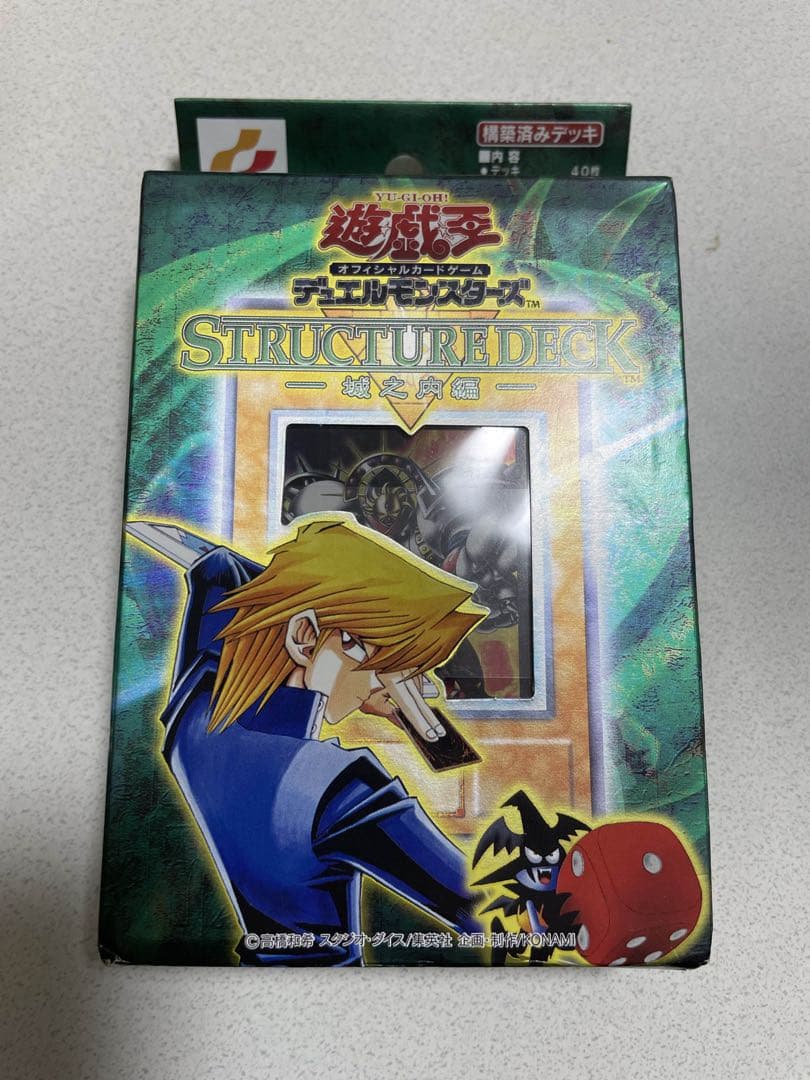 構築済みデッキ
■内容
●デッキ 40枚
YU-GI-OH!
遊戯王
オフィシャルカードゲーム
デュエルモンスターズ™
STRUCTURE DECK™
城之内編
©高橋和希 スタジオ・ダイス/集英社 企画・制作/KONAMI